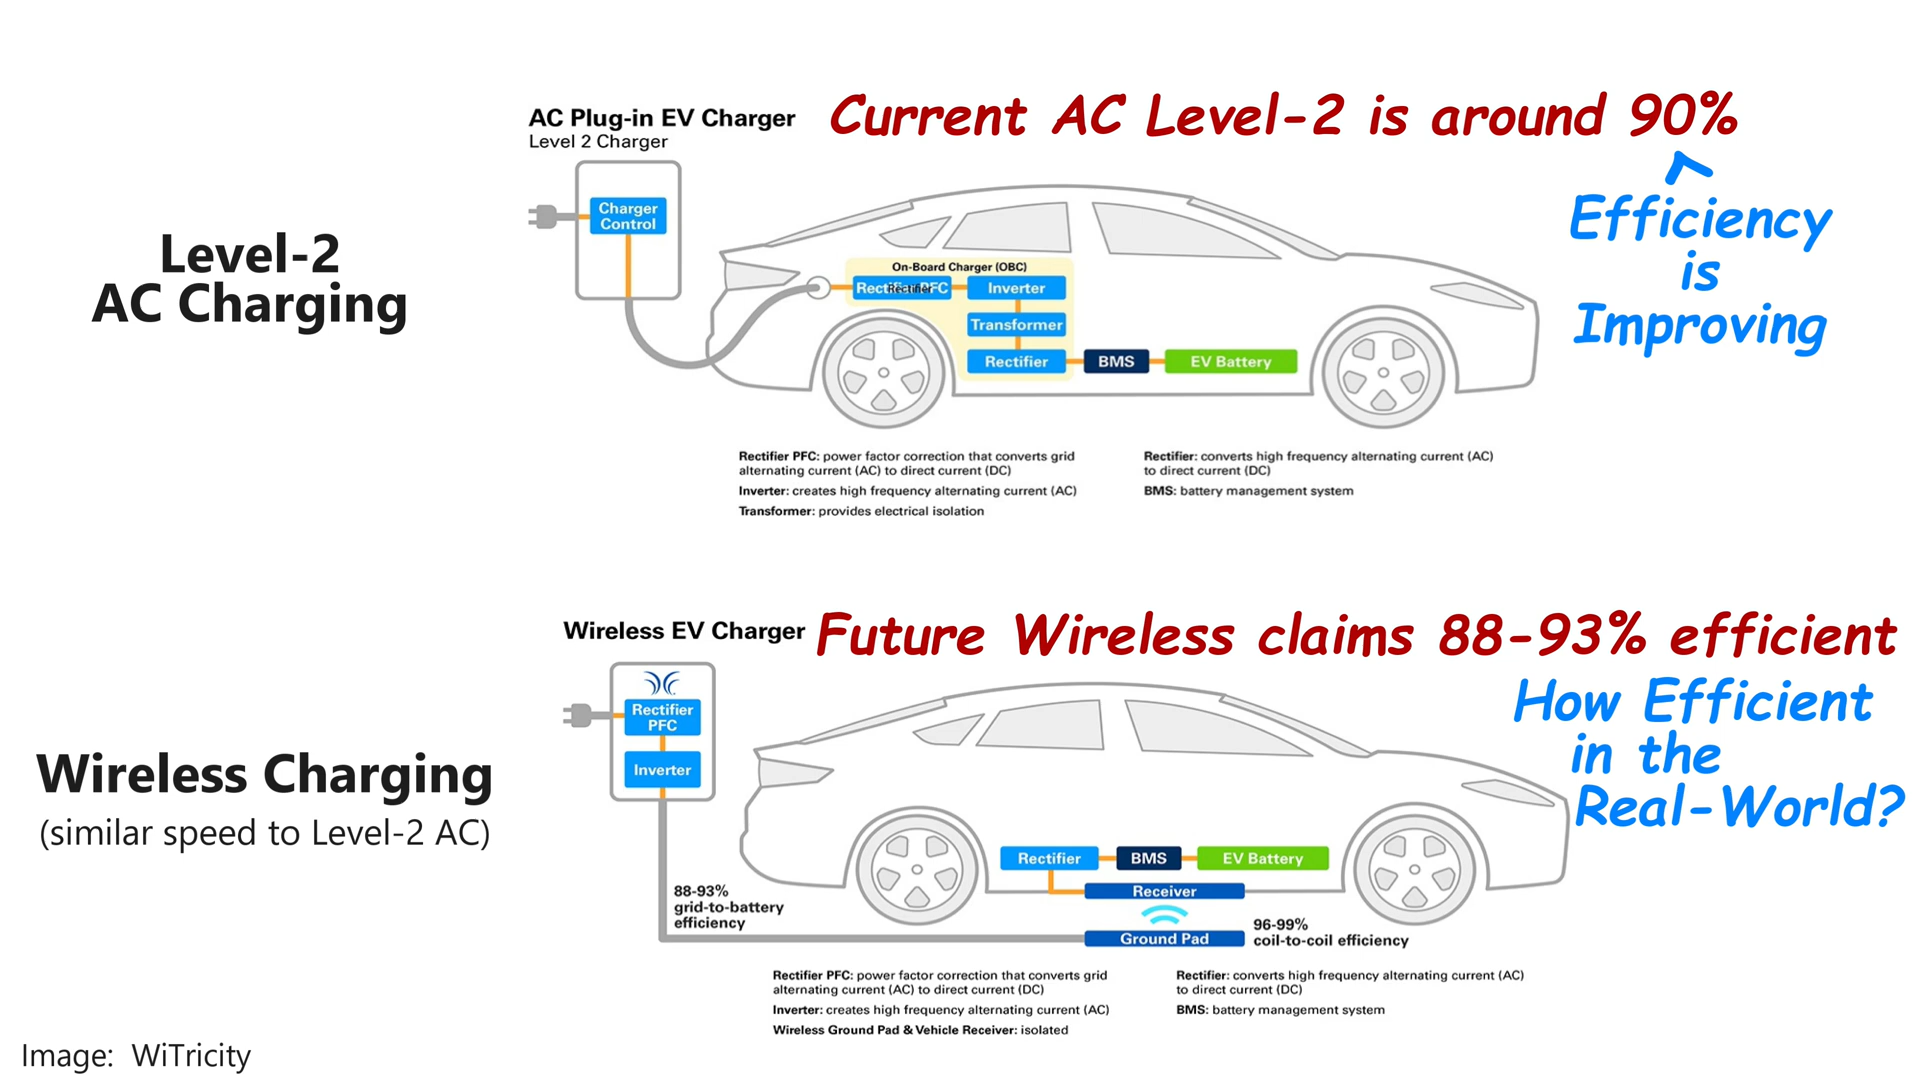 AC Plug-in EV Charger
Level 2 Charger
Current AC Level-2 is around 90%
Efficiency
is
Improving
Level-2
AC Charging
Charger
Control
On-Board Charger (OBC)
Rectifier PFC
Rectifier
Inverter
Transformer
Rectifier
BMS
EV Battery
Rectifier PFC: power factor correction that converts grid
alternating current (AC) to direct current (DC)
Inverter: creates high frequency alternating current (AC)
Transformer: provides electrical isolation
Rectifier: converts high frequency alternating current (AC)
to direct current (DC)
BMS: battery management system
Wireless EV Charger
Future Wireless claims 88-93% efficient
How Efficient
in the
Real-World?
Wireless Charging
(similar speed to Level-2 AC)
Rectifier
PFC
Inverter
Rectifier
BMS
EV Battery
Receiver
Ground Pad
88-93%
grid-to-battery
efficiency
96-99%
coil-to-coil efficiency
Rectifier PFC: power factor correction that converts grid
alternating current (AC) to direct current (DC)
Inverter: creates high frequency alternating current (AC)
Wireless Ground Pad & Vehicle Receiver: isolated
Rectifier: converts high frequency alternating current (AC)
to direct current (DC)
BMS: battery management system
Image: WiTricity